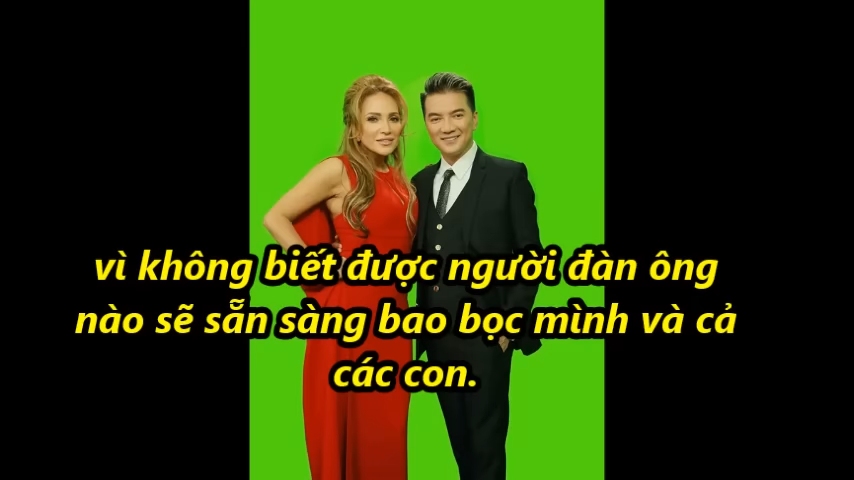 vì không biết được người đàn ông
nào sẽ sẵn sàng bao bọc mình và cả
các con.